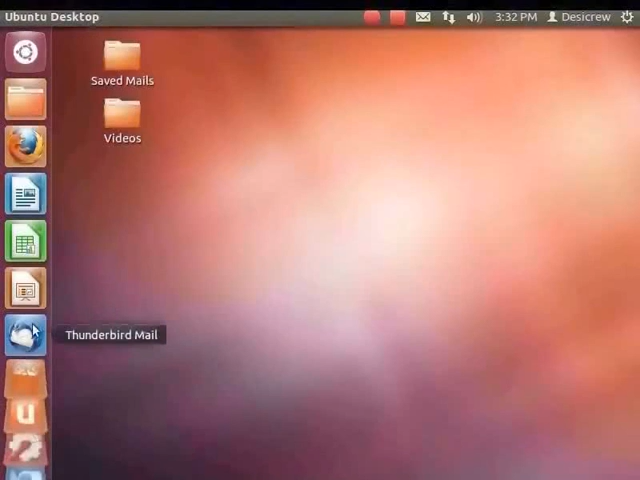 Ubuntu Desktop
3:32 PM
Desicrew
Saved Mails
Videos
Thunderbird Mail
u